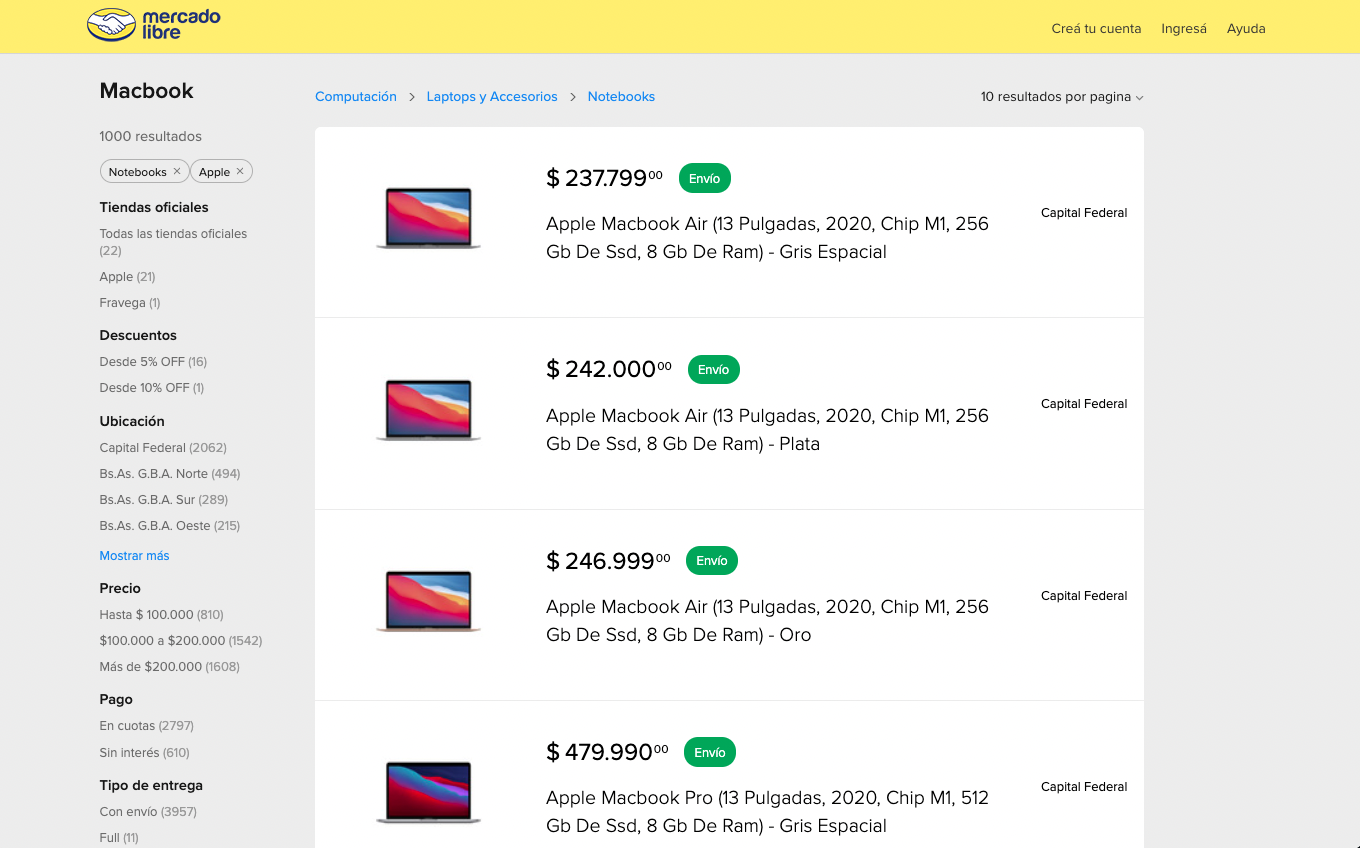 mercado
libre
Creá tu cuenta Ingresá Ayuda
Macbook
1000 resultados
Notebooks × Apple ×
Tiendas oficiales
Todas las tiendas oficiales
(22)
Apple (21)
Fravega (1)
Descuentos
Desde 5% OFF (16)
Desde 10% OFF (1)
Ubicación
Capital Federal (2062)
Bs.As. G.B.A. Norte (494)
Bs.As. G.B.A. Sur (289)
Bs.As. G.B.A. Oeste (215)
Mostrar más
Precio
Hasta $ 100.000 (810)
$100.000 a $200.000 (1542)
Más de $200.000 (1608)
Pago
En cuotas (2797)
Sin interés (610)
Tipo de entrega
Con envío (3957)
Full (11)
Computación > Laptops y Accesorios > Notebooks
10 resultados por pagina
$ 237.799⁰⁰ Envío
Apple Macbook Air (13 Pulgadas, 2020, Chip M1, 256
Gb De Ssd, 8 Gb De Ram) - Gris Espacial
Capital Federal
$ 242.000⁰⁰ Envío
Apple Macbook Air (13 Pulgadas, 2020, Chip M1, 256
Gb De Ssd, 8 Gb De Ram) - Plata
Capital Federal
$ 246.999⁰⁰ Envío
Apple Macbook Air (13 Pulgadas, 2020, Chip M1, 256
Gb De Ssd, 8 Gb De Ram) - Oro
Capital Federal
$ 479.990⁰⁰ Envío
Apple Macbook Pro (13 Pulgadas, 2020, Chip M1, 512
Gb De Ssd, 8 Gb De Ram) - Gris Espacial
Capital Federal